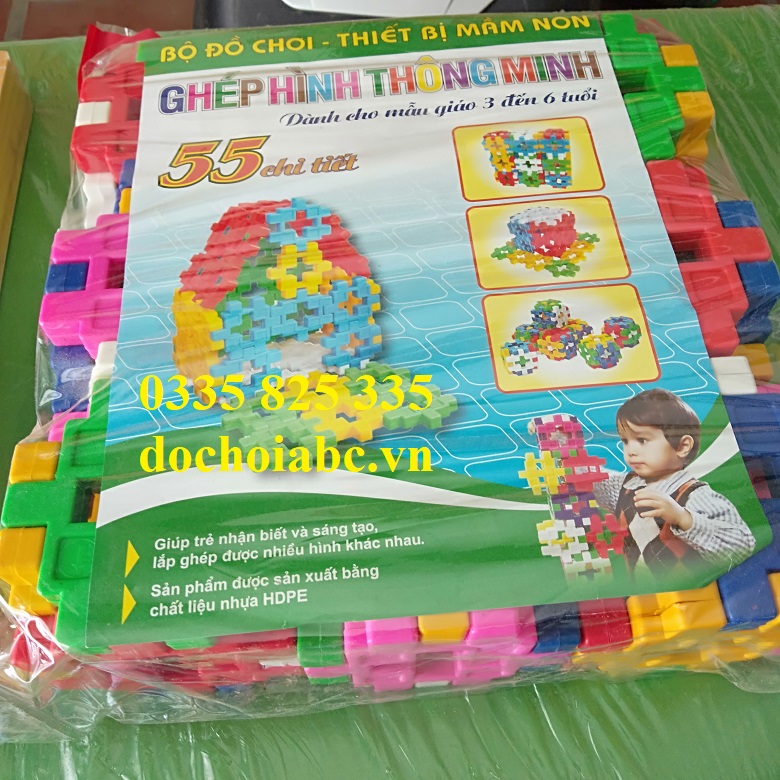 BỘ ĐỒ CHƠI - THIẾT BỊ MẦM NON
GHÉP HÌNH THÔNG MINH
Dành cho mẫu giáo 3 đến 6 tuổi
55 chi tiết
0335 825 335
dochoiabc.vn
Giúp trẻ nhận biết và sáng tạo,
lắp ghép được nhiều hình khác nhau.
Sản phẩm được sản xuất bằng
chất liệu nhựa HDPE